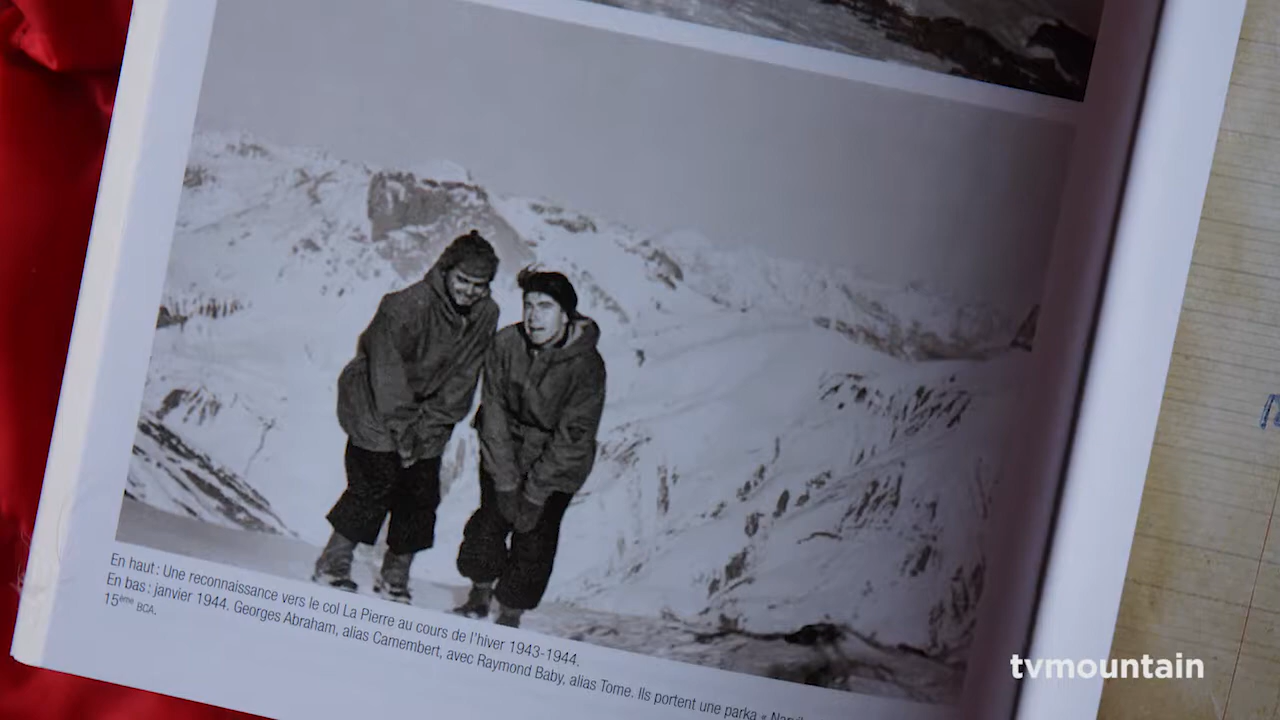 En haut : Une reconnaissance vers le col La Pierre au cours de l'hiver 1943-1944.
En bas : janvier 1944. Georges Abraham, alias Camembert, avec Raymond Baby, alias Tome. Ils portent une parka «
15ème BCA.
tvmountain